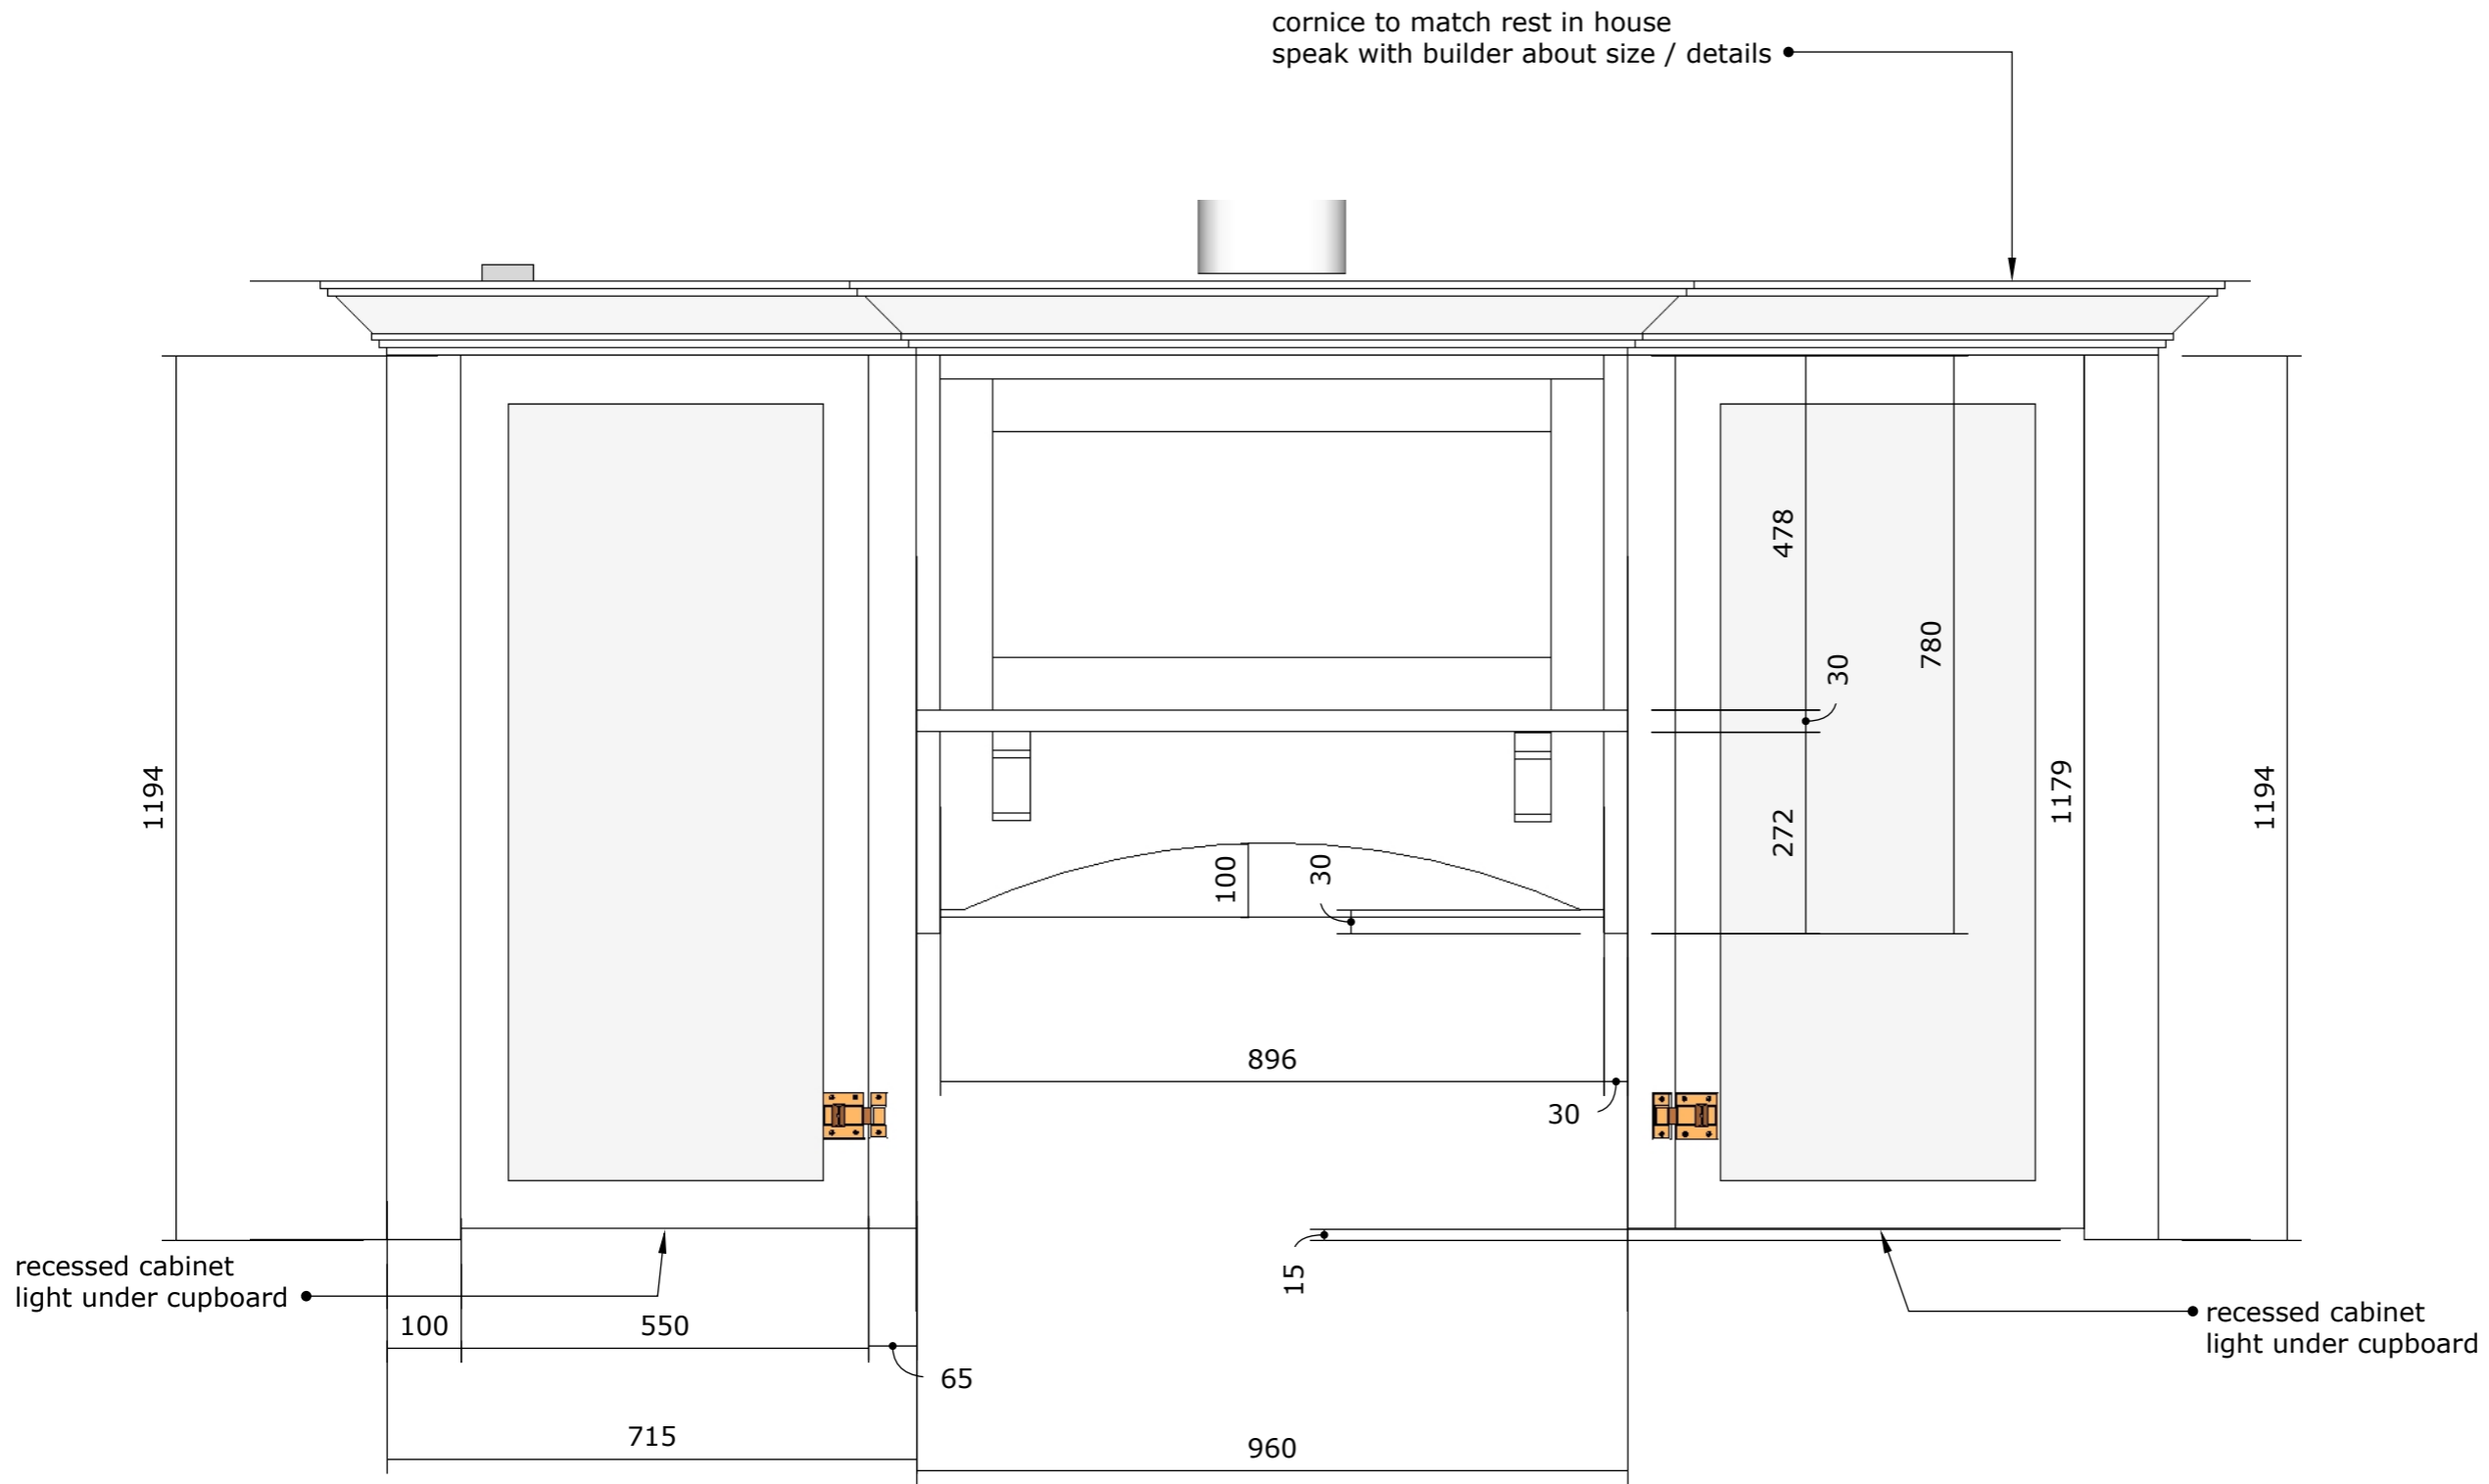 cornice to match rest in house
speak with builder about size / details
478
780
30
1194
1179
1194
272
100
30
896
30
15
recessed cabinet
light under cupboard
recessed cabinet
light under cupboard
100
550
65
715
960